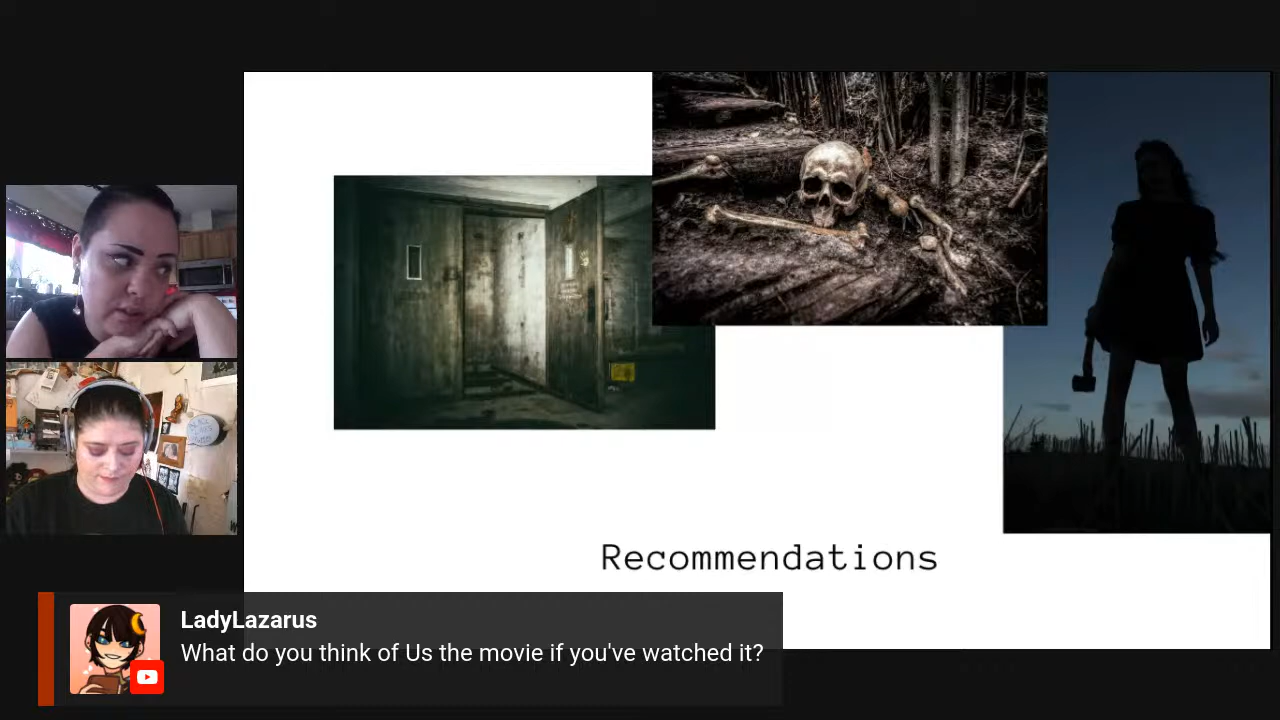 Recommendations
LadyLazarus
What do you think of Us the movie if you've watched it?